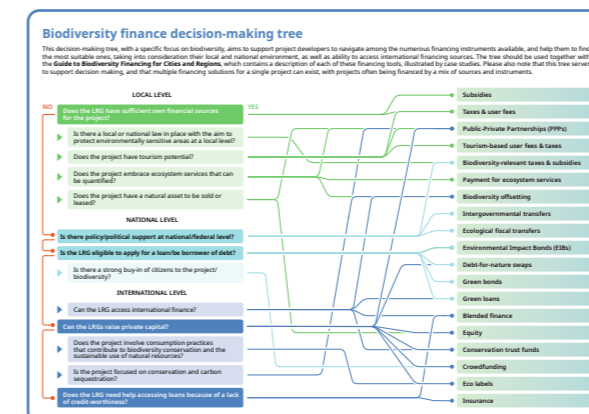 Biodiversity finance decision-making tree
This decision-making tree, with a specific focus on biodiversity, aims to support project developers to navigate among the numerous financing instruments available, and help them to find
the most suitable ones, taking into consideration their local and national environment, as well as ability to access financing sources. The tree should be used together with
the Guide to Biodiversity Financing for Cities and Regions, which contains a description of each of these financing tools, illustrated by case studies. Please also note that this tree serves
to support decision making, and that multiple financing solutions for a single project can exist, with projects often being financed by a mix of sources and instruments.
LOCAL LEVEL
NO
YES
Does the LRG have sufficient own financial sources
for the project?
Is there a local or national law in place with the aim to
protect environmentally sensitive areas at a local level?
Does the project have tourism potential?
Does the project embrace ecosystem services that can
be quantified?
Does the project have a natural asset to be sold or
leased?
NATIONAL LEVEL
Is there policy/political support at national/federal level?
Is the LRG eligible to apply for a loan/be borrower of debt?
Is there a strong buy-in of citizens to the project/
biodiversity?
INTERNATIONAL LEVEL
Can the LRG access international finance?
Can the LRGs raise private capital?
Does the project involve consumption practices
that contribute to biodiversity conservation and the
sustainable use of natural resources?
Is the project focused on conservation and carbon
sequestration?
Does the LRG need help accessing loans because of a lack
of credit-worthiness?
Subsidies
Taxes & user fees
Public-Private Partnerships (PPPs)
Tourism-based user fees & taxes
Biodiversity-relevant taxes & subsidies
Payment for ecosystem services
Biodiversity offsetting
Intergovernmental transfers
Ecological fiscal transfers
Environmental Impact Bonds (EIBs)
Debt-for-nature swaps
Green bonds
Green loans
Blended finance
Equity
Conservation trust funds
Crowdfunding
Eco labels
Insurance